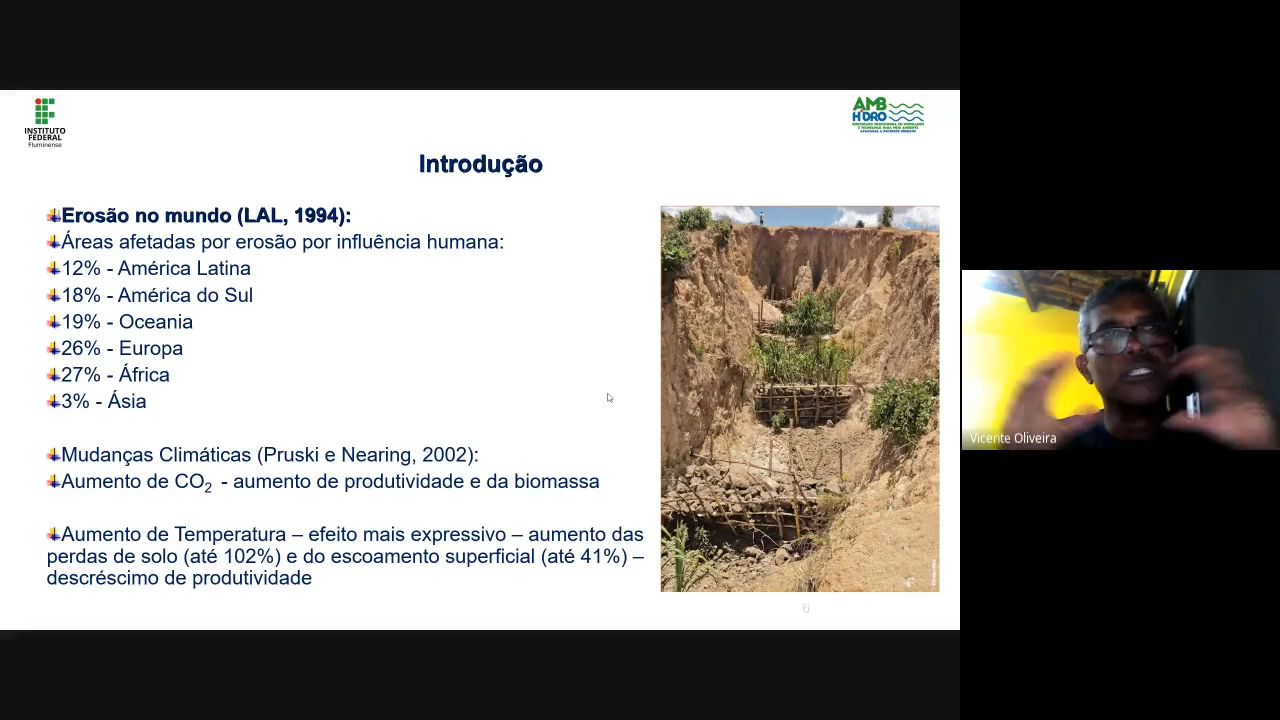 INSTITUTO
FEDERAL
Fluminense
AMB
HIDRO
Introdução
Erosão no mundo (LAL, 1994):
Áreas afetadas por erosão por influência humana:
12% - América Latina
18% - América do Sul
19% - Oceania
26% - Europa
27% - África
3% - Ásia
Mudanças Climáticas (Pruski e Nearing, 2002):
Aumento de CO₂ - aumento de produtividade e da biomassa
Aumento de Temperatura – efeito mais expressivo – aumento das
perdas de solo (até 102%) e do escoamento superficial (até 41%) –
descréscimo de produtividade
6
Vicente Oliveira